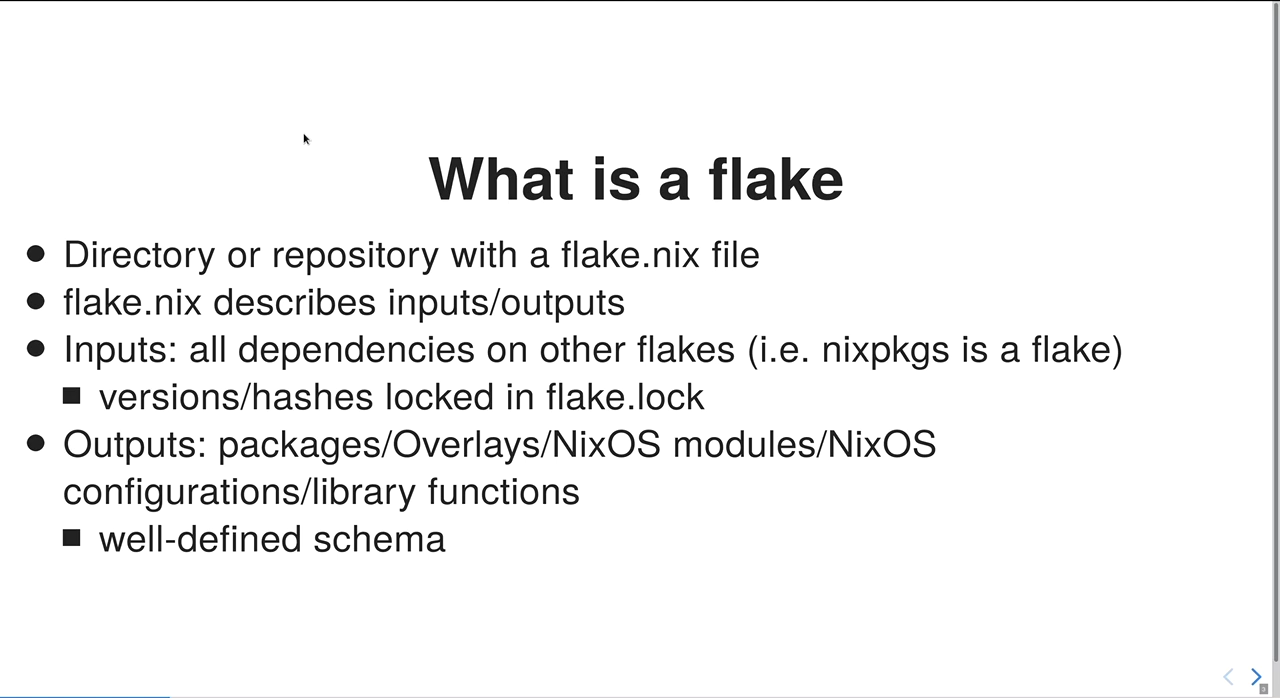 What is a flake
Directory or repository with a flake.nix file
flake.nix describes inputs/outputs
Inputs: all dependencies on other flakes (i.e. nixpkgs is a flake)
versions/hashes locked in flake.lock
Outputs: packages/Overlays/NixOS modules/NixOS
configurations/library functions
well-defined schema